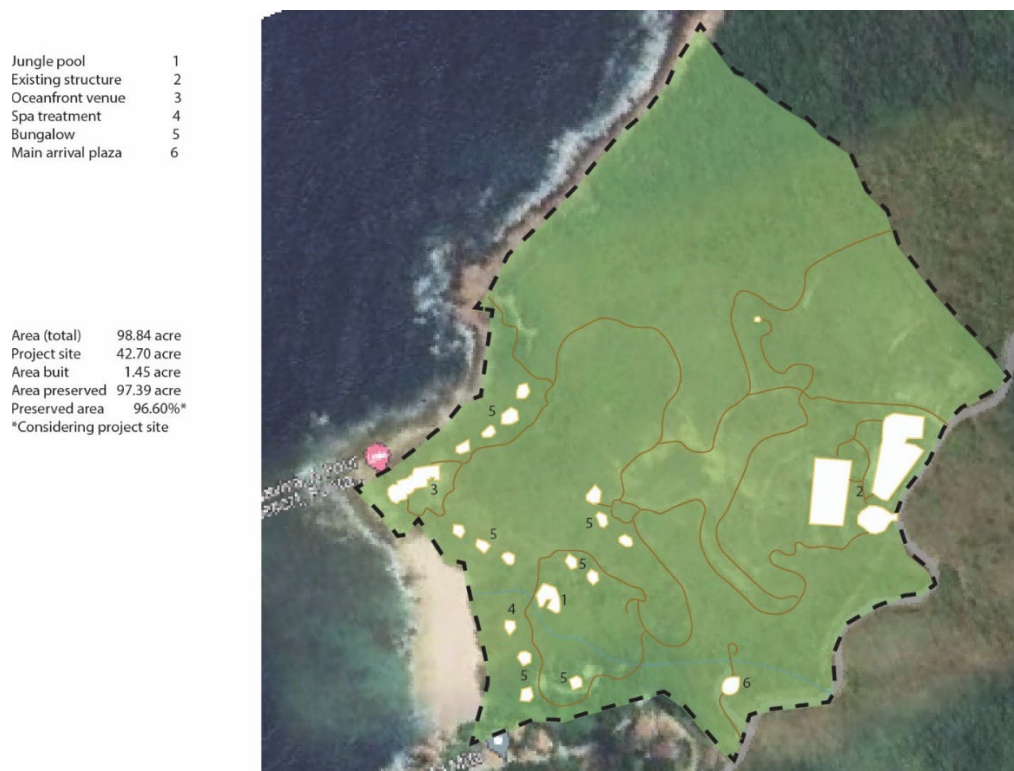 Jungle pool 1
Existing structure 2
Oceanfront venue 3
Spa treatment 4
Bungalow 5
Main arrival plaza 6
Area (total) 98.84 acre
Project site 42.70 acre
Area buit 1.45 acre
Area preserved 97.39 acre
Preserved area 96.60%*
*Considering project site
5
3
2
5
5
5
1
4
5
5
6